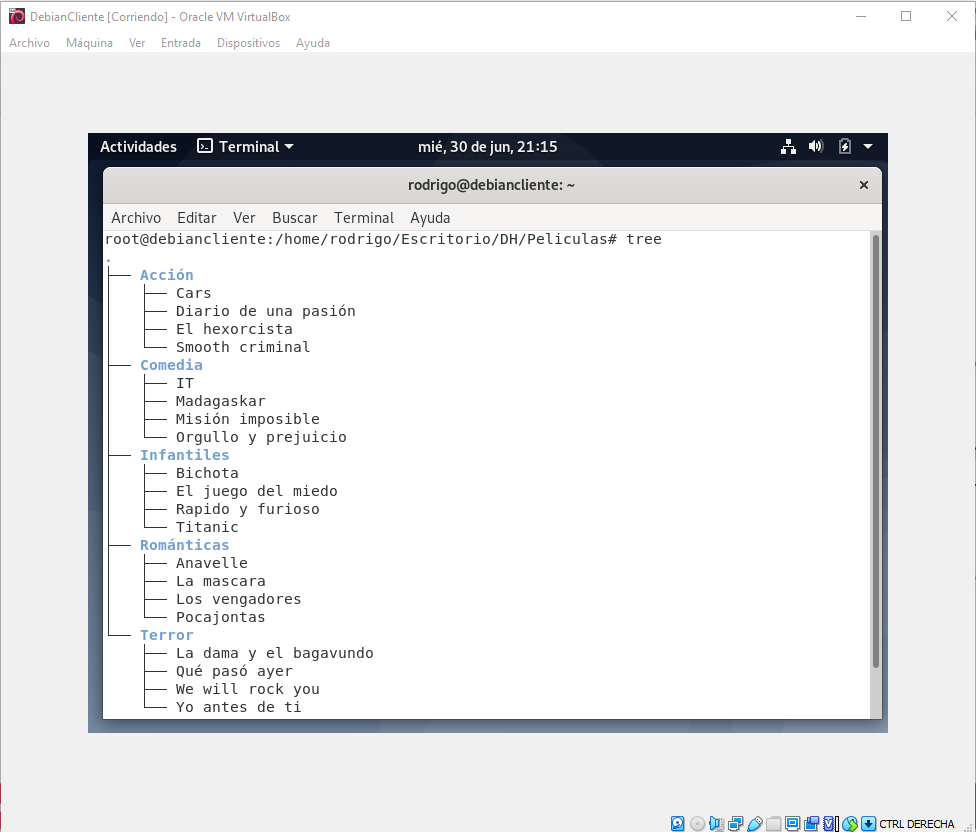 DebianCliente [Corriendo] - Oracle VM VirtualBox
Archivo Máquina Ver Entrada Dispositivos Ayuda
Actividades Terminal mié, 30 de jun, 21:15
rodrigo@debiancliente: ~
Archivo Editar Ver Buscar Terminal Ayuda
root@debiancliente:/home/rodrigo/Escritorio/DH/Peliculas# tree
.
├── Acción
│   ├── Cars
│   ├── Diario de una pasión
│   ├── El hexorcista
│   └── Smooth criminal
├── Comedia
│   ├── IT
│   ├── Madagaskar
│   ├── Misión imposible
│   └── Orgullo y prejuicio
├── Infantiles
│   ├── Bichota
│   ├── El juego del miedo
│   ├── Rapido y furioso
│   └── Titanic
├── Románticas
│   ├── Anavelle
│   ├── La mascara
│   ├── Los vengadores
│   └── Pocajontas
└── Terror
    ├── La dama y el bagavundo
    ├── Qué pasó ayer
    ├── We will rock you
    └── Yo antes de ti
CTRL DERECHA